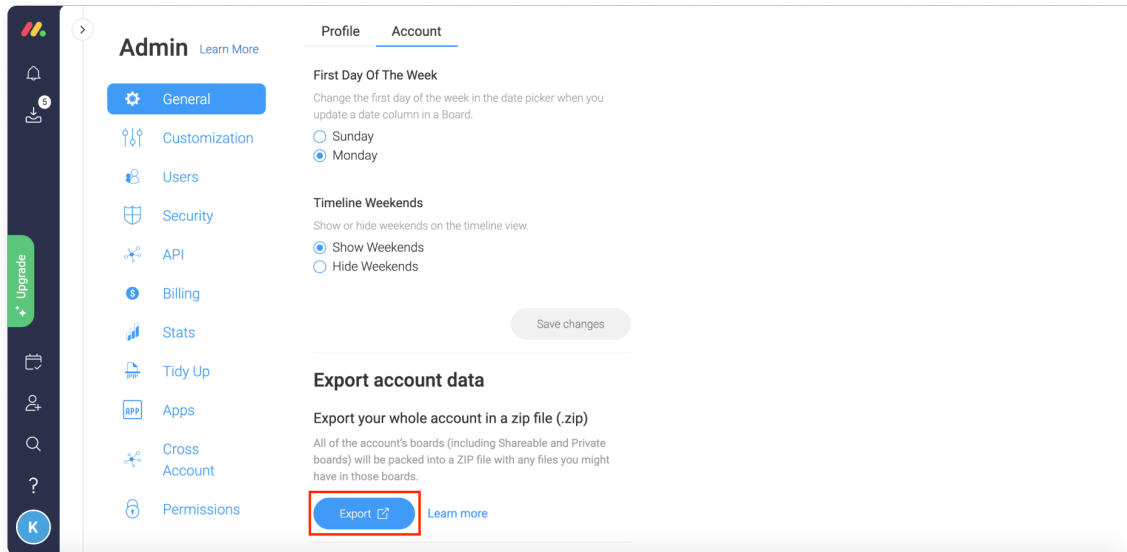 5
Upgrade
?
K
Admin Learn More
General
Customization
Users
Security
API
Billing
Stats
Tidy Up
APP Apps
Cross
Account
Permissions
Profile Account
First Day Of The Week
Change the first day of the week in the date picker when you
update a date column in a Board.
Sunday
Monday
Timeline Weekends
Show or hide weekends on the timeline view.
Show Weekends
Hide Weekends
Save changes
Export account data
Export your whole account in a zip file (.zip)
All of the account's boards (including Shareable and Private
boards) will be packed into a ZIP file with any files you might
have in those boards.
Export Learn more